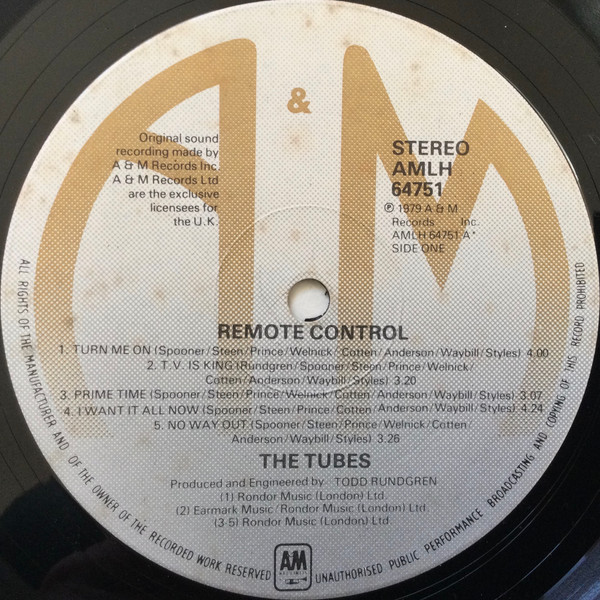 A & M
Original sound
recording made by
A & M Records Inc.
A & M Records Ltd
are the exclusive
licensees for
the U.K.
STEREO
AMLH
64751
℗ 1979 A & M
Records Inc.
AMLH 64751 A*
SIDE ONE
REMOTE CONTROL
1. TURN ME ON (Spooner/Steen/Prince/Welnick/Cotten/Anderson/Waybill/Styles) 4.00
2. T.V. IS KING (Rundgren/Spooner/Steen/Prince/Welnick/
Cotten/Anderson/Waybill/Styles) 3.20
3. PRIME TIME (Spooner/Steen/Prince/Welnick/Cotten/Anderson/Waybill/Styles) 3.07
4. I WANT IT ALL NOW (Spooner/Steen/Prince/Cotten/Anderson/Waybill/Styles) 4.24
5. NO WAY OUT (Spooner/Steen/Prince/Welnick/Cotten/
Anderson/Waybill/Styles) 3.26
THE TUBES
Produced and Engineered by TODD RUNDGREN
(1) Rondor Music (London) Ltd.
(2) Earmark Music/Rondor Music (London) Ltd.
(3-5) Rondor Music (London) Ltd.
ALL RIGHTS OF THE MANUFACTURER AND OF THE OWNER OF THE RECORDED WORK RESERVED
AM
UNAUTHORISED PUBLIC PERFORMANCE BROADCASTING AND COPYING OF THIS RECORD PROHIBITED